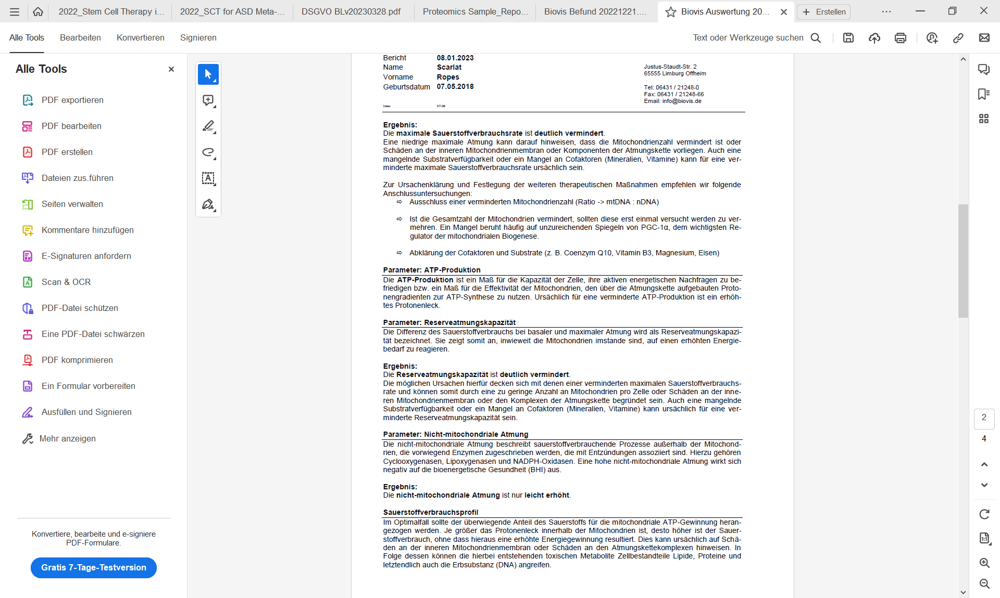 2022_Stem Cell Therapy i...
2022_SCT for ASD Meta-...
DSGVO BLv20230328.pdf
Proteomics Sample_Repo...
Biovis Befund 20221221....
Biovis Auswertung 20...
Erstellen
Alle Tools
Bearbeiten
Konvertieren
Signieren
Text oder Werkzeuge suchen
Alle Tools
PDF exportieren
PDF bearbeiten
PDF erstellen
Dateien zus.führen
Seiten verwalten
Kommentare hinzufügen
E-Signaturen anfordern
Scan & OCR
PDF-Datei schützen
Eine PDF-Datei schwärzen
PDF komprimieren
Ein Formular vorbereiten
Ausfüllen und Signieren
Mehr anzeigen
Konvertiere, bearbeite und e-signiere
PDF-Formulare.
Gratis 7-Tage-Testversion
Bericht 08.01.2023
Name Scarlat
Vorname Ropes
Geburtsdatum 07.05.2018
Index STUM
Justus-Staudt-Str. 2
65555 Limburg Offheim
Tel: 06431 / 21248-0
Fax: 06431 / 21248-66
Email: info@biovis.de
Ergebnis:
Die maximale Sauerstoffverbrauchsrate ist deutlich vermindert.
Eine niedrige maximale Atmung kann darauf hinweisen, dass die Mitochondrienzahl vermindert ist oder
Schäden an der inneren Mitochondrienmembran oder Komponenten der Atmungskette vorliegen. Auch eine
mangelnde Substratverfügbarkeit oder ein Mangel an Cofaktoren (Mineralien, Vitamine) kann für eine ver-
minderte maximale Sauerstoffverbrauchsrate ursächlich sein.
Zur Ursachenklärung und Festlegung der weiteren therapeutischen Maßnahmen empfehlen wir folgende
Anschlussuntersuchungen:
⇨ Ausschluss einer verminderten Mitochondrienzahl (Ratio -> mtDNA : nDNA)
⇨ Ist die Gesamtzahl der Mitochondrien vermindert, sollten diese erst einmal versucht werden zu ver-
mehren. Ein Mangel beruht häufig auf unzureichenden Spiegeln von PGC-1α, dem wichtigsten Re-
gulator der mitochondrialen Biogenese.
⇨ Abklärung der Cofaktoren und Substrate (z. B. Coenzym Q10, Vitamin B3, Magnesium, Eisen)
Parameter: ATP-Produktion
Die ATP-Produktion ist ein Maß für die Kapazität der Zelle, ihre aktiven energetischen Nachfragen zu be-
friedigen bzw. ein Maß für die Effektivität der Mitochondrien, den über die Atmungskette aufgebauten Proto-
nengradienten zur ATP-Synthese zu nutzen. Ursächlich für eine verminderte ATP-Produktion ist ein erhöh-
tes Protonenleck.
Parameter: Reserveatmungskapazität
Die Differenz des Sauerstoffverbrauchs bei basaler und maximaler Atmung wird als Reserveatmungskapazi-
tät bezeichnet. Sie zeigt somit an, inwieweit die Mitochondrien imstande sind, auf einen erhöhten Energie-
bedarf zu reagieren.
Ergebnis:
Die Reserveatmungskapazität ist deutlich vermindert.
Die möglichen Ursachen hierfür decken sich mit denen einer verminderten maximalen Sauerstoffverbrauchs-
rate und können somit durch eine zu geringe Anzahl an Mitochondrien pro Zelle oder Schäden an der inne-
ren Mitochondrienmembran oder den Komplexen der Atmungskette begründet sein. Auch eine mangelnde
Substratverfügbarkeit oder ein Mangel an Cofaktoren (Mineralien, Vitamine) kann ursächlich für eine ver-
minderte Reserveatmungskapazität sein.
Parameter: Nicht-mitochondriale Atmung
Die nicht-mitochondriale Atmung beschreibt sauerstoffverbrauchende Prozesse außerhalb der Mitochond-
rien, die vorwiegend Enzymen zugeschrieben werden, die mit Entzündungen assoziiert sind. Hierzu gehören
Cyclooxygenasen, Lipoxygenasen und NADPH-Oxidasen. Eine hohe nicht-mitochondriale Atmung wirkt sich
negativ auf die bioenergetische Gesundheit (BHI) aus.
Ergebnis:
Die nicht-mitochondriale Atmung ist nur leicht erhöht.
Sauerstoffverbrauchsprofil
Im Optimalfall sollte der überwiegende Anteil des Sauerstoffs für die mitochondriale ATP-Gewinnung heran-
gezogen werden. Je größer das Protonenleck innerhalb der Mitochondrien ist, desto höher ist der Sauer-
stoffverbrauch, ohne dass hieraus eine erhöhte Energiegewinnung resultiert. Dies kann ursächlich auf Schä-
den an der inneren Mitochondrienmembran oder Schäden an den Atmungskettekomplexen hinweisen. In
Folge dessen können die hierbei entstehenden toxischen Metabolite Zellbestandteile Lipide, Proteine und
letztendlich auch die Erbsubstanz (DNA) angreifen.
2
4